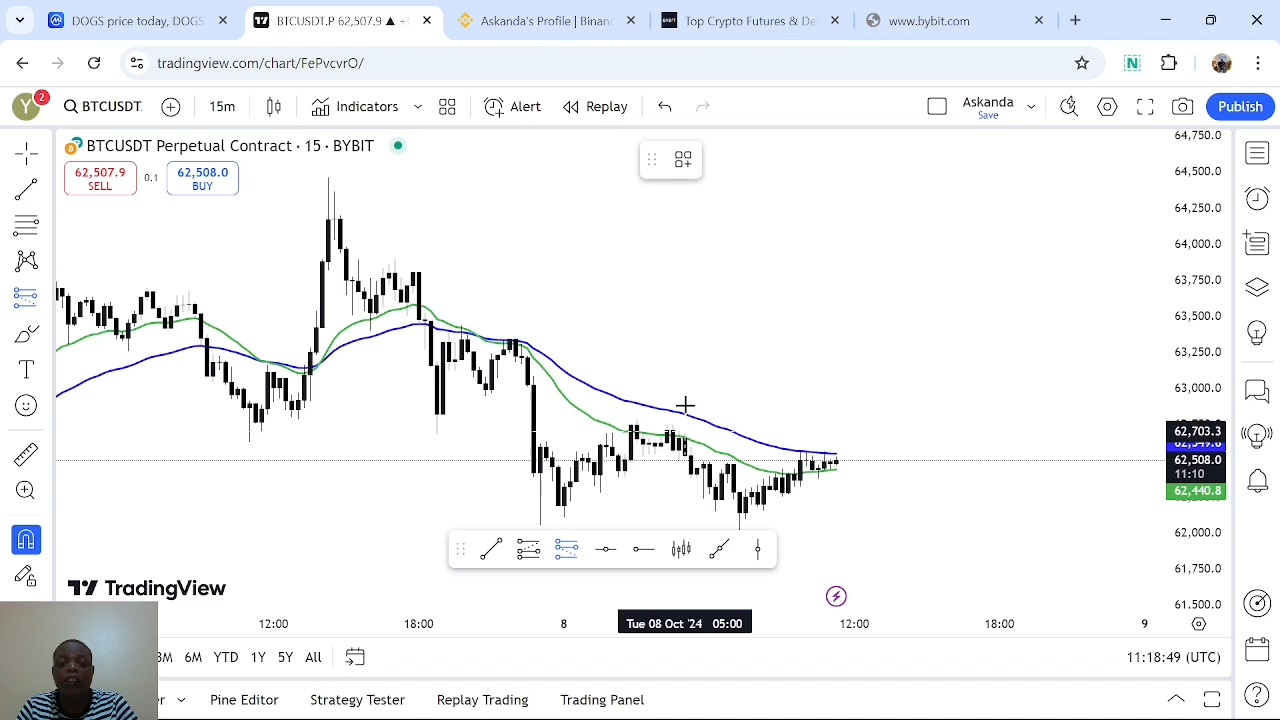 DOGS price today, DOGS
BTCUSDT 62,507.9 ▲ +
anda's Profile | Binanc
Top Crypto Futures & De
www.bybit.com
tradingview.com/chart/FePvcvrO/
Y
2
BTCUSDT.
15m
Indicators
Alert
Replay
Askanda
Save
Publish
BTCUSDT Perpetual Contract · 15 · BYBIT
62,507.9
SELL
0.1
62,508.0
BUY
64,750.0
64,500.0
64,250.0
64,000.0
63,750.0
63,500.0
63,250.0
63,000.0
62,703.3
62,508.0
11:10
62,440.8
62,000.0
61,750.0
61,500.0
TradingView
12:00
18:00
8
Tue 08 Oct '24 05:00
12:00
18:00
9
3M
6M
YTD
1Y
5Y
All
11:18:49 (UTC)
Pine Editor
Strategy Tester
Replay Trading
Trading Panel